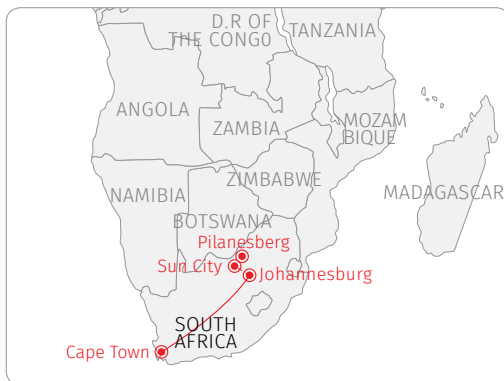 D.R OF
THE CONGO
TANZANIA
ANGOLA
ZAMBIA
MOZAM
BIQUE
NAMIBIA
ZIMBABWE
MADAGASCAR
BOTSWANA
Pilanesberg
Sun City
Johannesburg
SOUTH
AFRICA
Cape Town